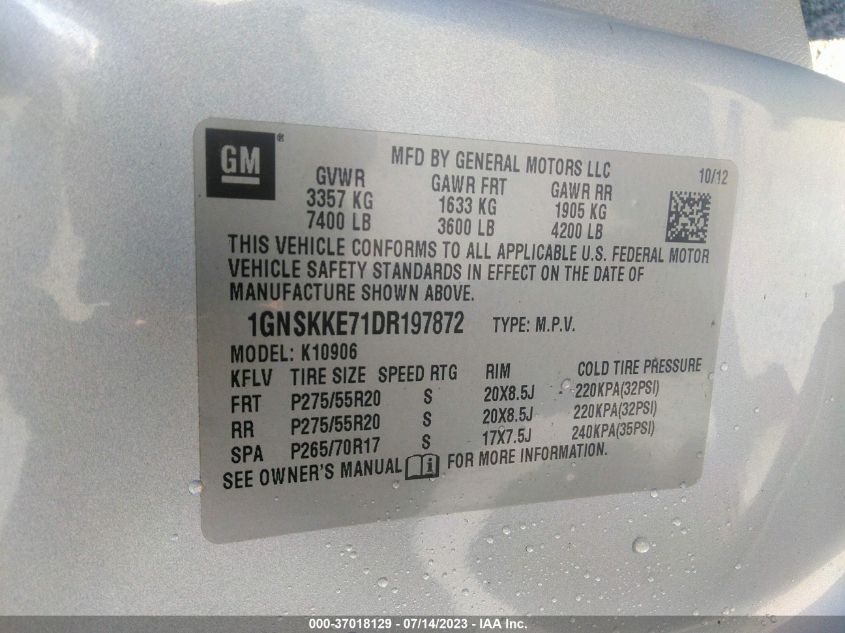 GM ®
MFD BY GENERAL MOTORS LLC 10/12
GVWR GAWR FRT GAWR RR
3357 KG 1633 KG 1905 KG
7400 LB 3600 LB 4200 LB
THIS VEHICLE CONFORMS TO ALL APPLICABLE U.S. FEDERAL MOTOR
VEHICLE SAFETY STANDARDS IN EFFECT ON THE DATE OF
MANUFACTURE SHOWN ABOVE.
1GNSKKE71DR197872 TYPE: M.P.V.
MODEL: K10906
KFLV TIRE SIZE SPEED RTG RIM COLD TIRE PRESSURE
FRT P275/55R20 S 20X8.5J 220KPA(32PSI)
RR P275/55R20 S 20X8.5J 220KPA(32PSI)
SPA P265/70R17 S 17X7.5J 240KPA(35PSI)
SEE OWNER'S MANUAL i FOR MORE INFORMATION.
000-37018129 - 07/14/2023 - IAA Inc.